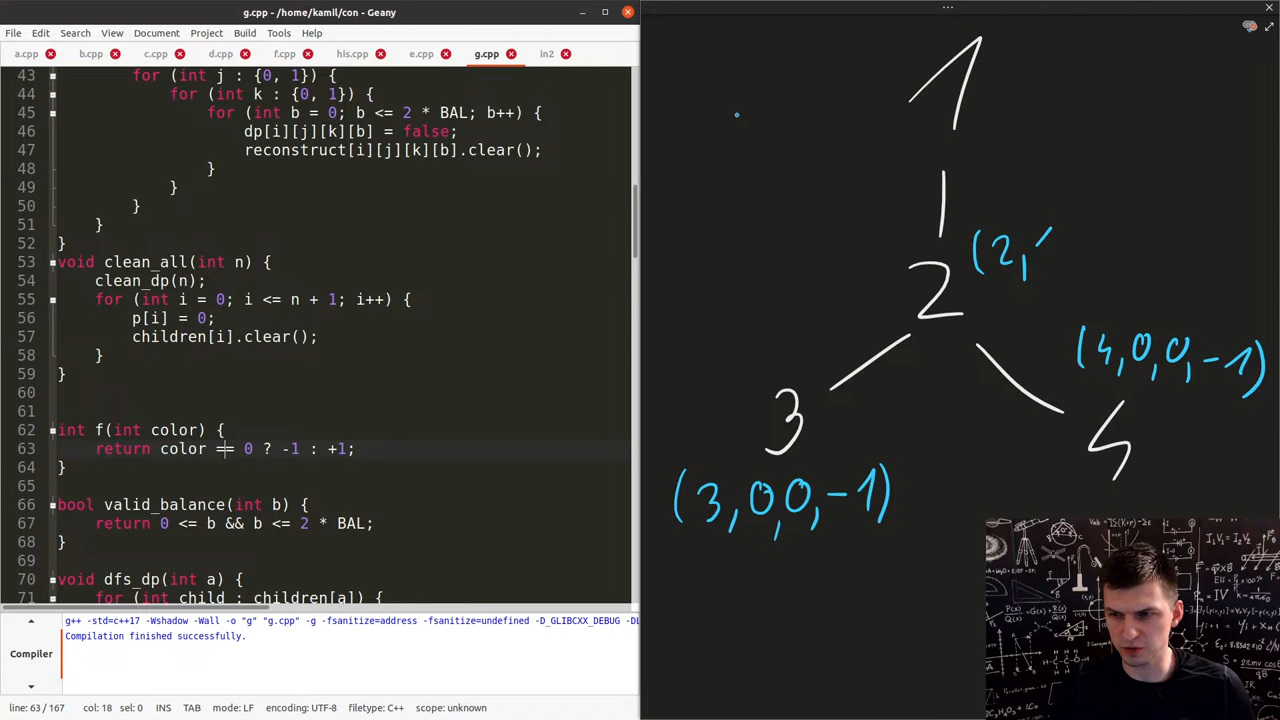 g.cpp - /home/kamil/con - Geany
File Edit Search View Document Project Build Tools Help
a.cpp b.cpp c.cpp d.cpp f.cpp his.cpp e.cpp g.cpp in2
43 for (int j : {0, 1}) {
44 for (int k : {0, 1}) {
45 for (int b = 0; b <= 2 * BAL; b++) {
46 dp[i][j][k][b] = false;
47 reconstruct[i][j][k][b].clear();
48 }
49 }
50 }
51 }
52 }
53 void clean_all(int n) {
54 clean_dp(n);
55 for (int i = 0; i <= n + 1; i++) {
56 p[i] = 0;
57 children[i].clear();
58 }
59 }
60
61
62 int f(int color) {
63 return color == 0 ? -1 : +1;
64 }
65
66 bool valid_balance(int b) {
67 return 0 <= b && b <= 2 * BAL;
68 }
69
70 void dfs_dp(int a) {
71 for (int child : children[a]) {
Compiler
g++ -std=c++17 -Wshadow -Wall -o "g" "g.cpp" -g -fsanitize=address -fsanitize=undefined -D_GLIBCXX_DEBUG -DL
Compilation finished successfully.
line: 63 / 167 col: 18 sel: 0 INS TAB mode: LF encoding: UTF-8 filetype: C++ scope: unknown
1
2 (2,
(4,0,0,-1)
3 4
(3,0,0,-1)